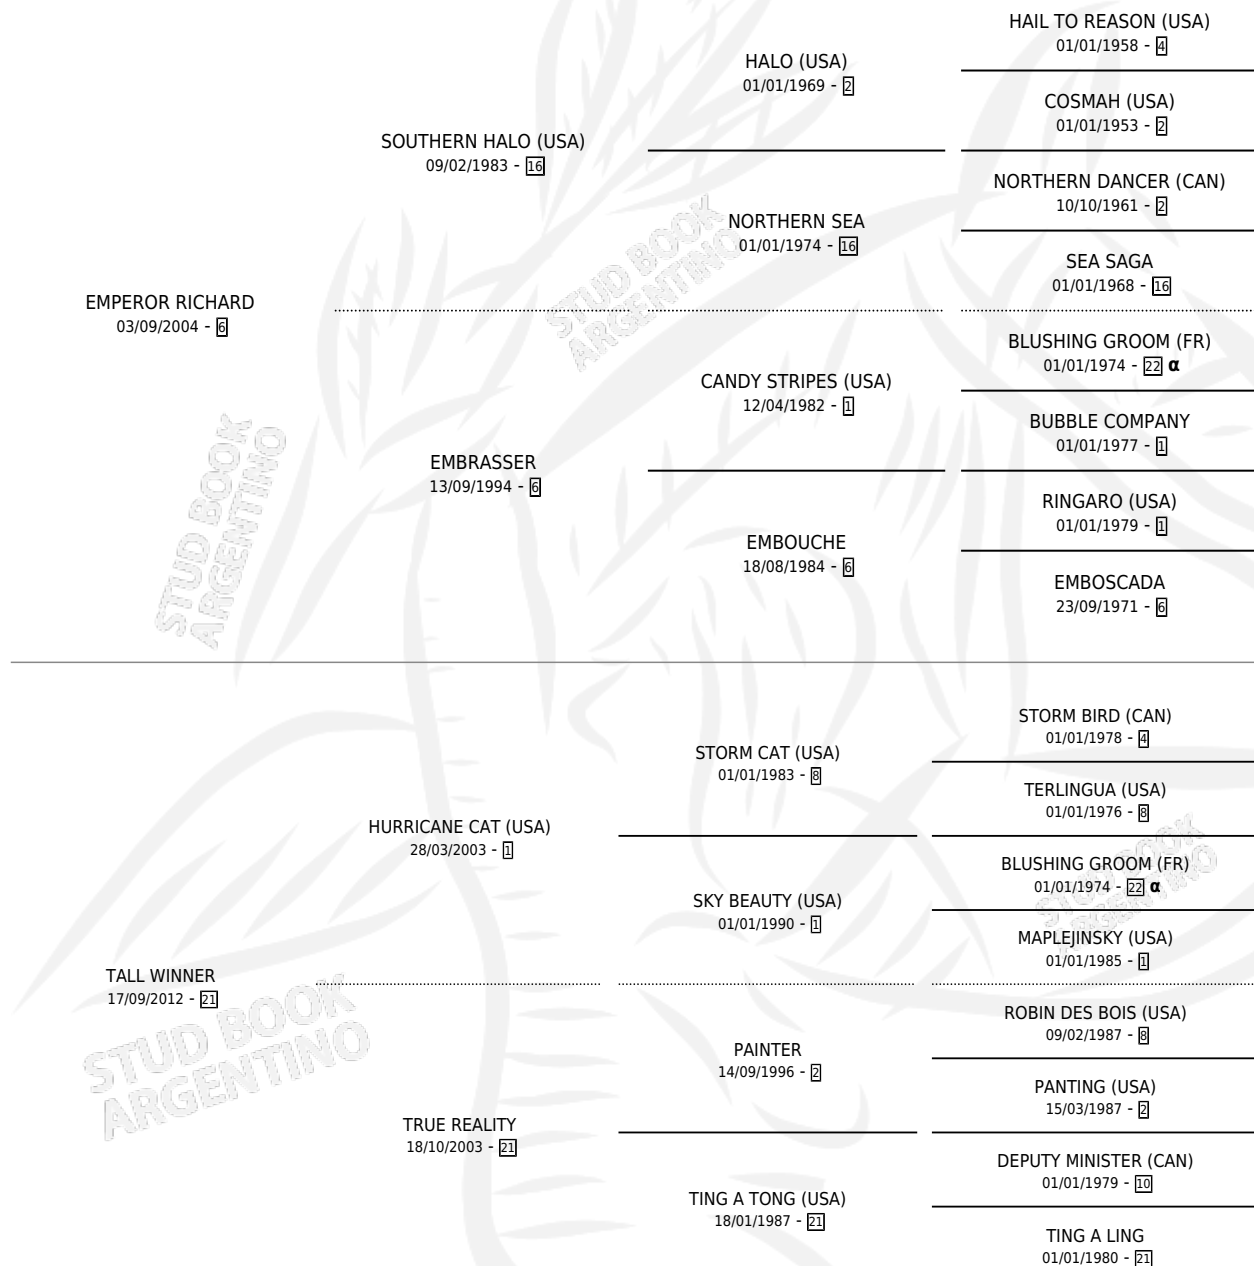 HAIL TO REASON (USA)
01/01/1958 - 4
HALO (USA)
01/01/1969 - 2
COSMAH (USA)
01/01/1953 - 2
SOUTHERN HALO (USA)
09/02/1983 - 16
NORTHERN DANCER (CAN)
10/10/1961 - 2
NORTHERN SEA
01/01/1974 - 16
SEA SAGA
01/01/1968 - 16
EMPEROR RICHARD
03/09/2004 - 6
BLUSHING GROOM (FR)
01/01/1974 - 22 α
CANDY STRIPES (USA)
12/04/1982 - 1
BUBBLE COMPANY
01/01/1977 - 1
EMBRASSER
13/09/1994 - 6
RINGARO (USA)
01/01/1979 - 1
EMBOUCHE
18/08/1984 - 6
EMBOSCADA
23/09/1971 - 6
STORM BIRD (CAN)
01/01/1978 - 4
STORM CAT (USA)
01/01/1983 - 8
TERLINGUA (USA)
01/01/1976 - 8
HURRICANE CAT (USA)
28/03/2003 - 1
BLUSHING GROOM (FR)
01/01/1974 - 22 α
SKY BEAUTY (USA)
01/01/1990 - 1
MAPLEJINSKY (USA)
01/01/1985 - 1
TALL WINNER
17/09/2012 - 21
ROBIN DES BOIS (USA)
09/02/1987 - 8
PAINTER
14/09/1996 - 2
PANTING (USA)
15/03/1987 - 2
TRUE REALITY
18/10/2003 - 21
DEPUTY MINISTER (CAN)
01/01/1979 - 10
TING A TONG (USA)
18/01/1987 - 21
TING A LING
01/01/1980 - 21
STUD BOOK
ARGENTINO
STUD BOOK
ARGENTINO
STUD BOOK
ARGENTINO
STUD BOOK
ARGENTINO